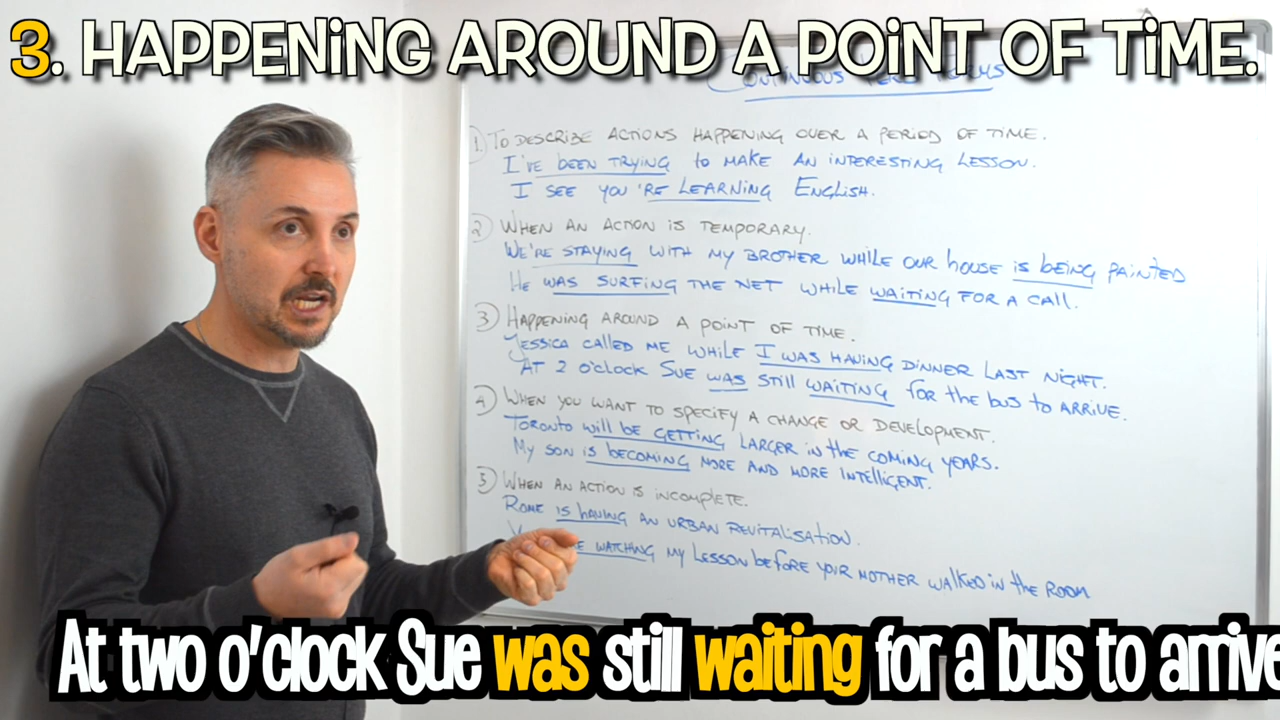 3. HAPPENiNG AROUND A POiNT OF TiME.
CONTINUOUS VERB FORMS
1 TO DESCRIBE ACTIONS HAPPENING OVER A PERIOD OF TIME.
I'VE BEEN TRYING to MAKE AN INTERESTING LESSON.
I SEE YOU'RE LEARNING ENGLISH.
2 WHEN AN ACTION IS TEMPORARY.
WE'RE STAYING WITH MY BROTHER WHILE OUR HOUSE IS BEING PAINTED
HE WAS SURFING THE NET WHILE WAITING FOR A CALL.
3 HAPPENING AROUND A POINT OF TIME.
JESSICA CALLED ME WHILE I WAS HAVING DINNER LAST NIGHT.
AT 2 O'CLOCK SUE WAS STILL WAITING FOR THE BUS TO ARRIVE.
4 WHEN YOU WANT TO SPECIFY A CHANGE OR DEVELOPMENT.
TORONTO WILL BE GETTING LARGER IN THE COMING YEARS.
MY SON IS BECOMING MORE AND MORE INTELLIGENT.
5 WHEN AN ACTION IS INCOMPLETE.
ROME IS HAVING AN URBAN REVITALISATION.
WATCHING MY LESSON BEFORE YOUR MOTHER WALKED IN THE ROOM
At two o'clock Sue was still waiting for a bus to arrive